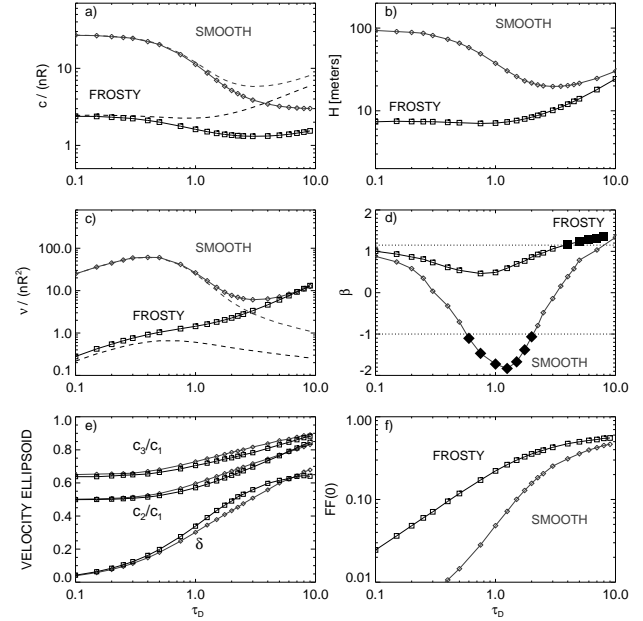 a)
SMOOTH
FROSTY
c / (nR)
10
1
0.1 1.0 10.0
b)
SMOOTH
FROSTY
H [meters]
100
10
0.1 1.0 10.0
c)
SMOOTH
FROSTY
ν / (nR²)
100.0
10.0
1.0
0.1
0.1 1.0 10.0
d)
FROSTY
SMOOTH
β
2
1
0
-1
-2
0.1 1.0 10.0
e)
c₃/c₁
c₂/c₁
δ
VELOCITY ELLIPSOID
1.0
0.8
0.6
0.4
0.2
0.0
0.1 1.0 10.0
τD
f)
FROSTY
SMOOTH
FF(0)
1.00
0.10
0.01
0.1 1.0 10.0
τD